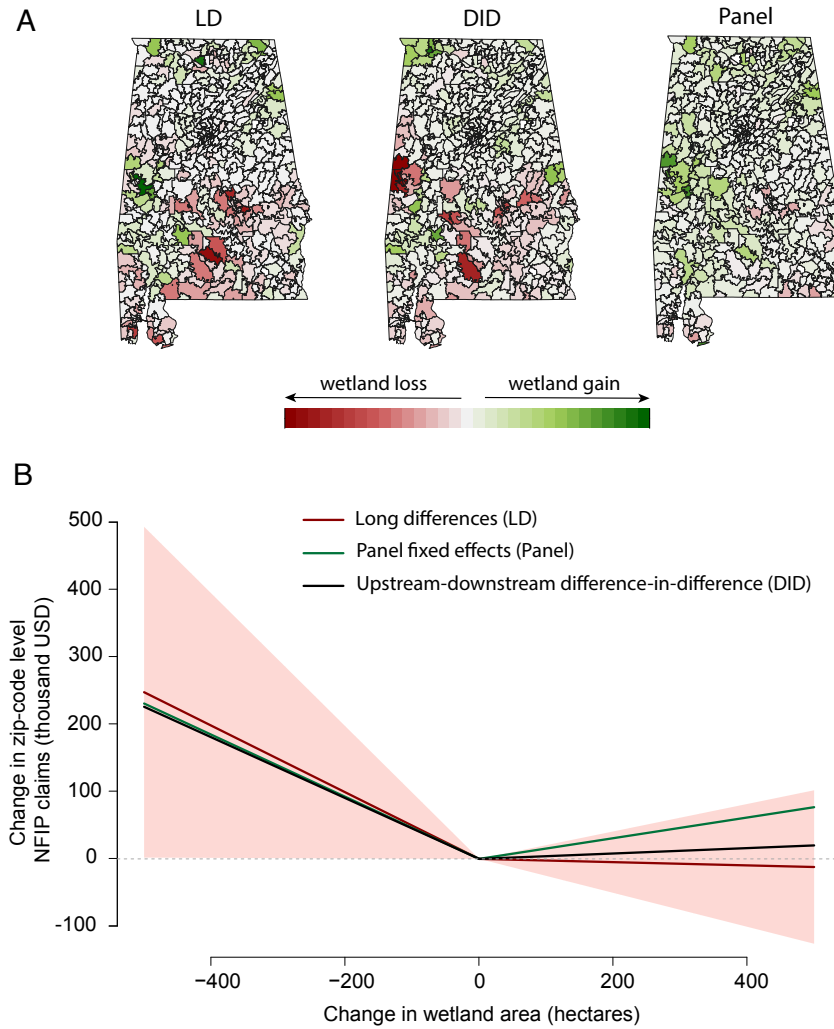 A
LD
DID
Panel
wetland loss
wetland gain
B
Long differences (LD)
Panel fixed effects (Panel)
Upstream-downstream difference-in-difference (DID)
Change in zip-code level
NFIP claims (thousand USD)
500
400
300
200
100
0
-100
−400
−200
0
200
400
Change in wetland area (hectares)